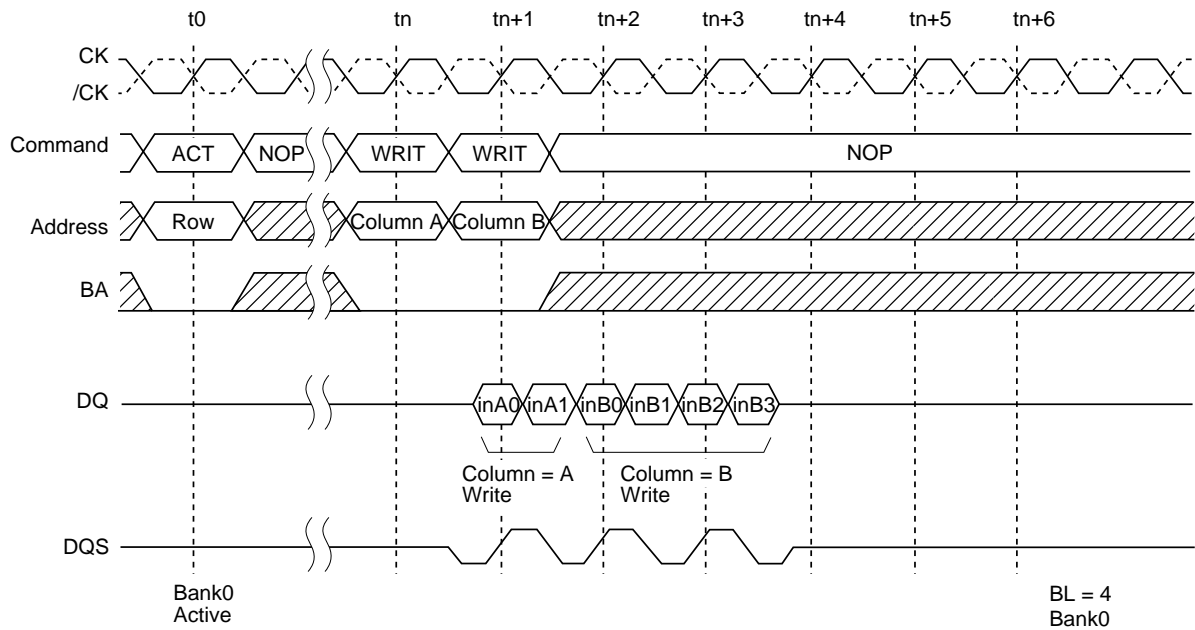 t0 tn tn+1 tn+2 tn+3 tn+4 tn+5 tn+6
CK
/CK
Command ACT NOP WRIT WRIT NOP
Address Row Column A Column B
BA
DQ inA0 inA1 inB0 inB1 inB2 inB3
Column = A Column = B
Write Write
DQS
Bank0 BL = 4
Active Bank0